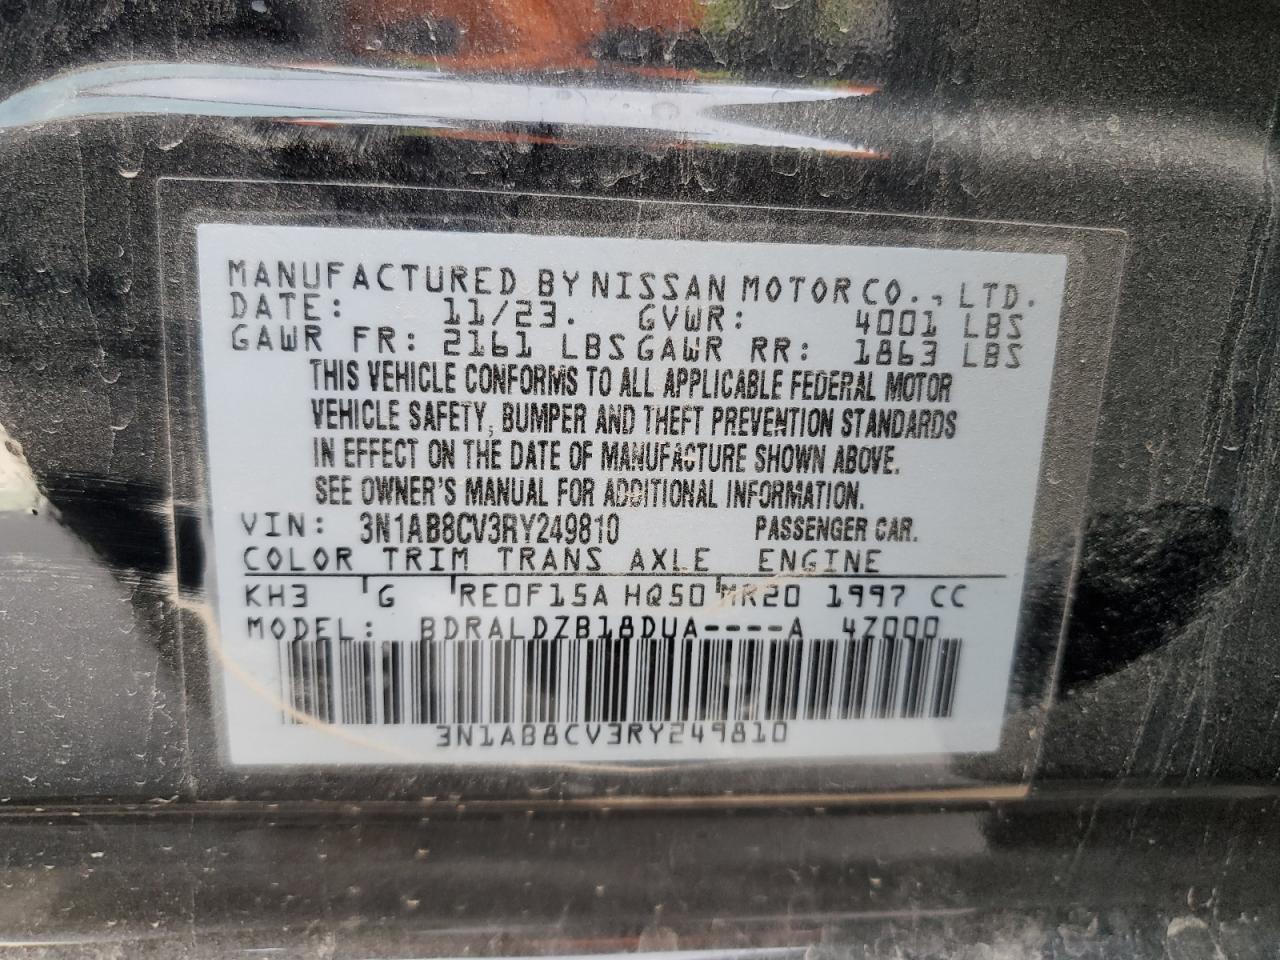 MANUFACTURED BY NISSAN MOTOR CO., LTD.
DATE: 11/23. GVWR: 4001 LBS
GAWR FR: 2161 LBS GAWR RR: 1863 LBS
THIS VEHICLE CONFORMS TO ALL APPLICABLE FEDERAL MOTOR
VEHICLE SAFETY, BUMPER AND THEFT PREVENTION STANDARDS
IN EFFECT ON THE DATE OF MANUFACTURE SHOWN ABOVE.
SEE OWNER'S MANUAL FOR ADDITIONAL INFORMATION.
VIN: 3N1AB8CV3RY249810 PASSENGER CAR.
COLOR TRIM TRANS AXLE ENGINE
KH3 G RE0F15A HQ50 MR20 1997 CC
MODEL: BDRALDZB18DUA----A 4Z000
3N1AB8CV3RY249810